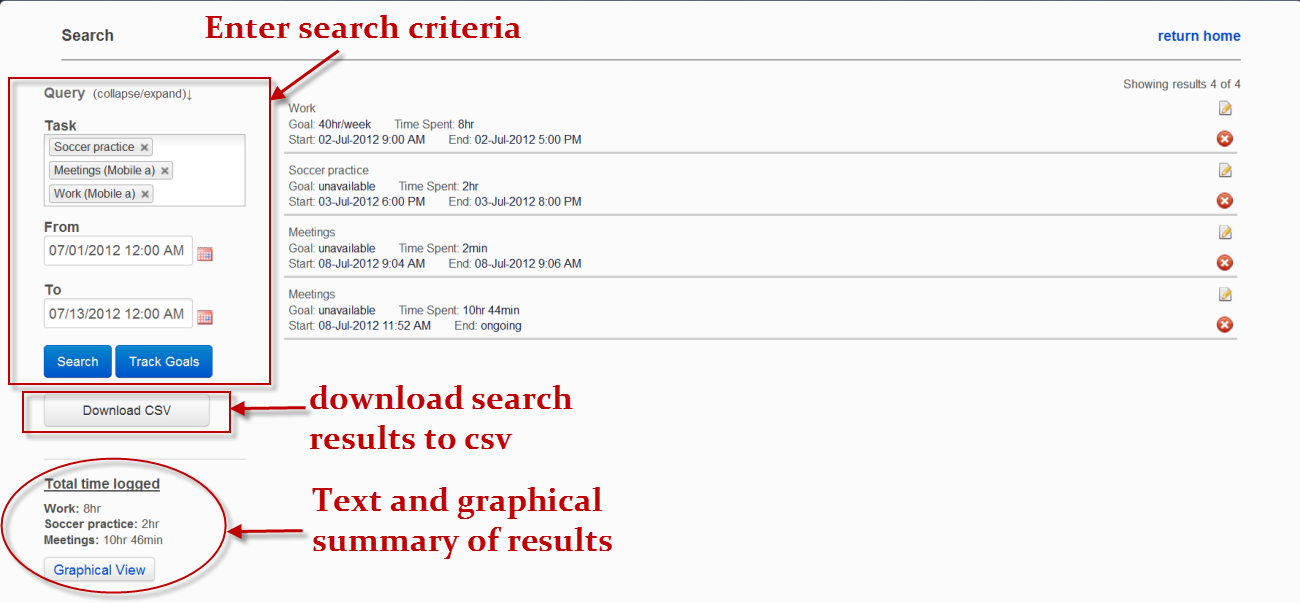 Enter search criteria
Search
return home
Query (collapse/expand)↓
Task
Soccer practice ×
Meetings (Mobile a) ×
Work (Mobile a) ×
From
07/01/2012 12:00 AM
To
07/13/2012 12:00 AM
Search Track Goals
Download CSV
Total time logged
Work: 8hr
Soccer practice: 2hr
Meetings: 10hr 46min
Graphical View
Showing results 4 of 4
Work
Goal: 40hr/week Time Spent: 8hr
Start: 02-Jul-2012 9:00 AM End: 02-Jul-2012 5:00 PM
Soccer practice
Goal: unavailable Time Spent: 2hr
Start: 03-Jul-2012 6:00 PM End: 03-Jul-2012 8:00 PM
Meetings
Goal: unavailable Time Spent: 2min
Start: 08-Jul-2012 9:04 AM End: 08-Jul-2012 9:06 AM
Meetings
Goal: unavailable Time Spent: 10hr 44min
Start: 08-Jul-2012 11:52 AM End: ongoing
download search
results to csv
Text and graphical
summary of results